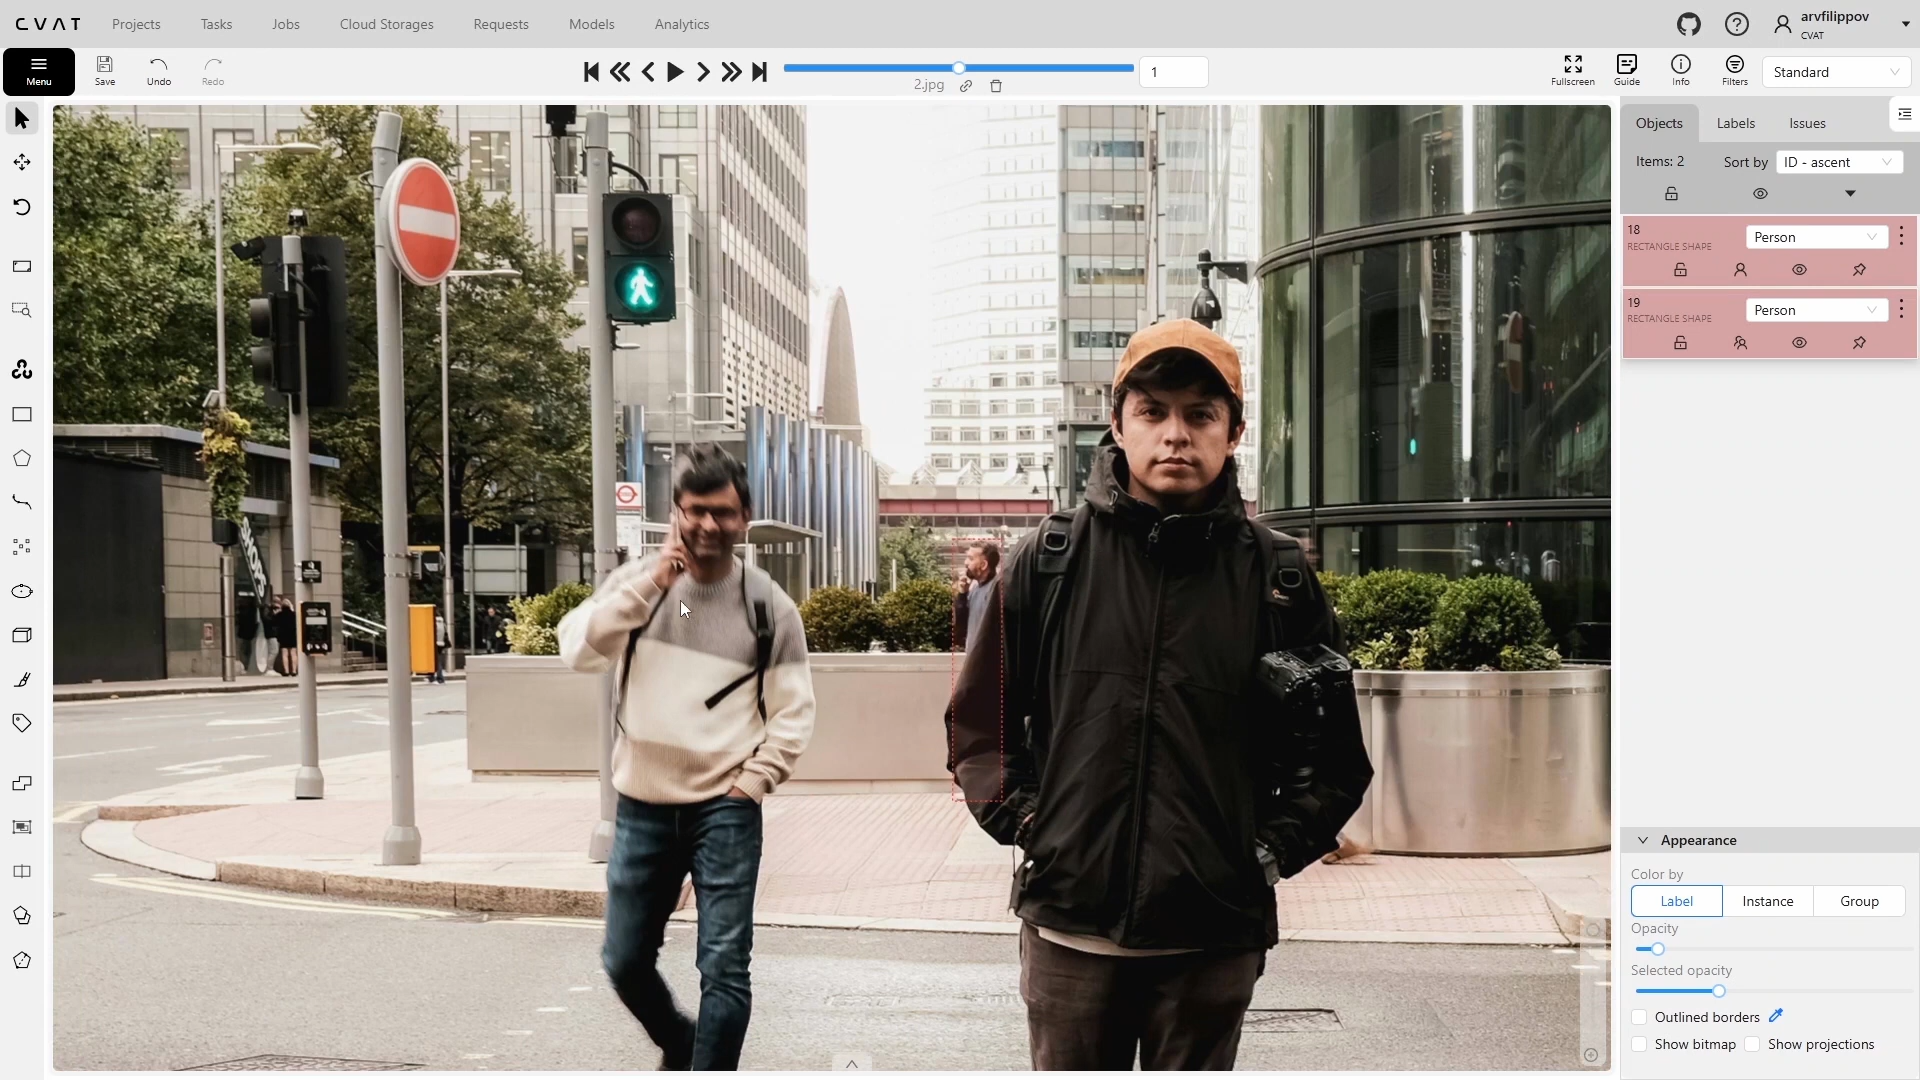 CVAT Projects Tasks Jobs Cloud Storages Requests Models Analytics arvfilippov
CVAT
Menu Save Undo Redo 2.jpg 1 Fullscreen Guide Info Filters Standard
Objects Labels Issues
Items: 2 Sort by ID - ascent
18 Person
RECTANGLE SHAPE
19 Person
RECTANGLE SHAPE
Appearance
Color by
Label Instance Group
Opacity
Selected opacity
Outlined borders
Show bitmap Show projections